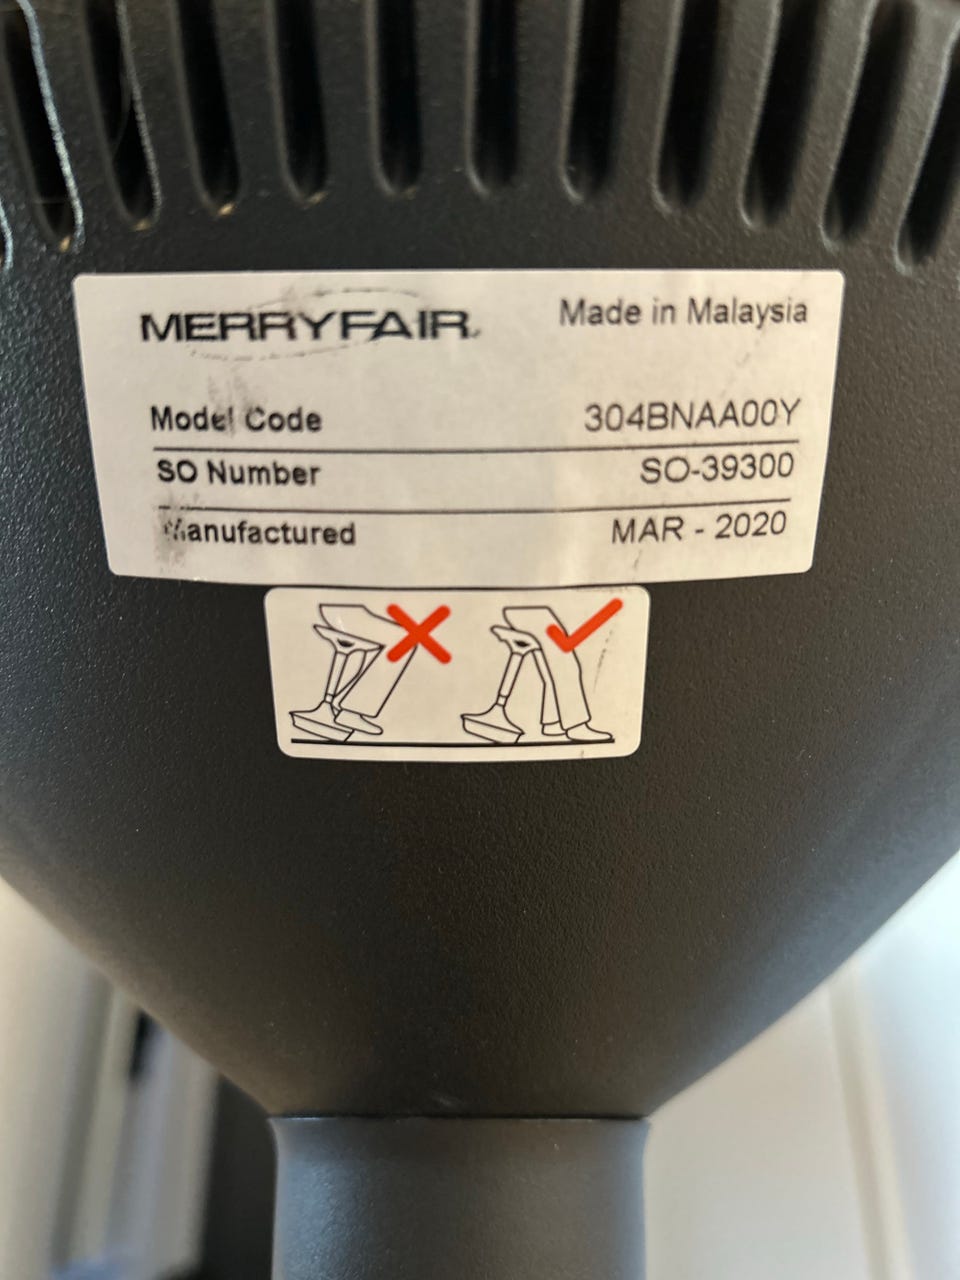 MERRYFAIR
Made in Malaysia
Model Code 304BNAA00Y
SO Number SO-39300
Manufactured MAR - 2020